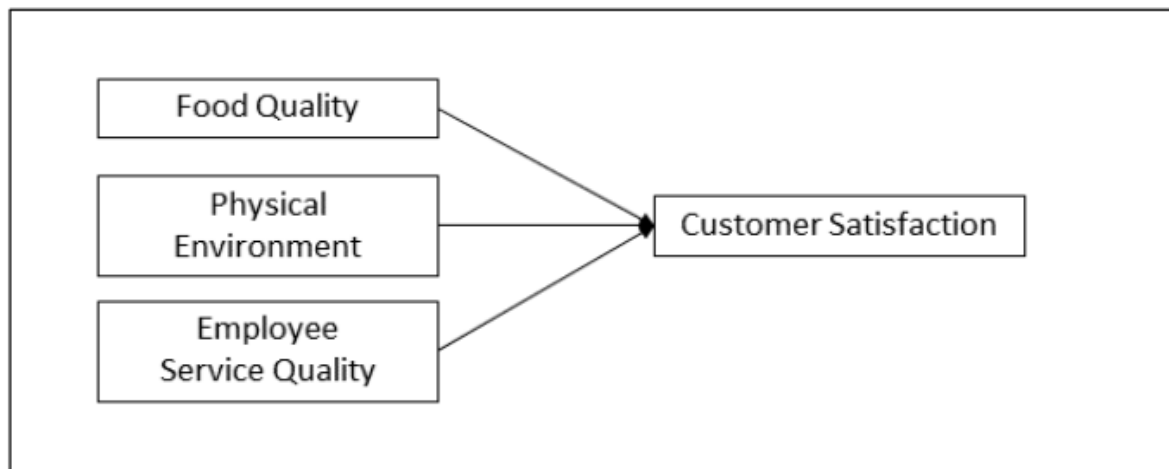 Food Quality
Physical
Environment
Employee
Service Quality
Customer Satisfaction